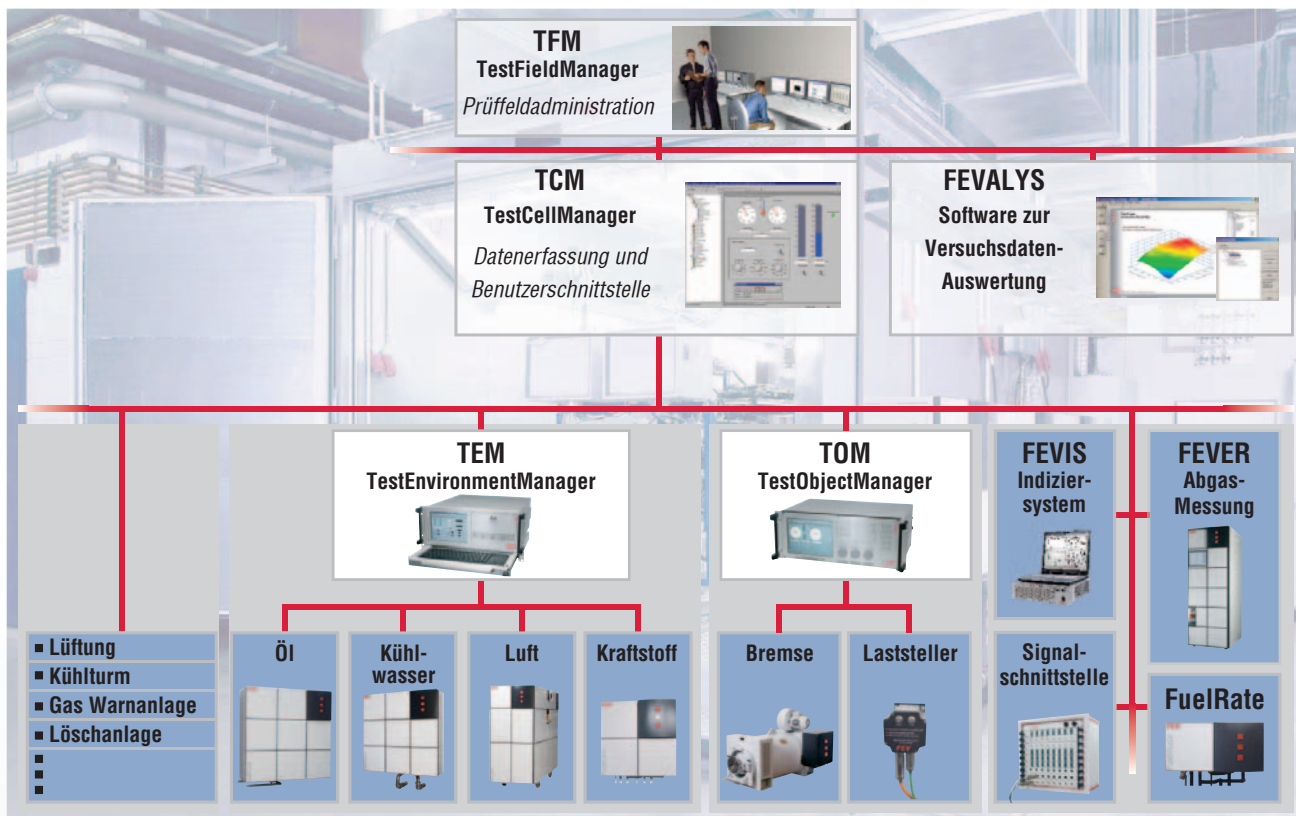 TFM
TestFieldManager
Prüffeldadministration
TCM
TestCellManager
Datenerfassung und
Benutzerschnittstelle
FEVALYS
Software zur
Versuchsdaten-
Auswertung
TEM
TestEnvironmentManager
TOM
TestObjectManager
FEVIS
Indizier-
system
FEVER
Abgas-
Messung
Lüftung
Kühlturm
Gas Warnanlage
Löschanlage
Öl
Kühl-
wasser
Luft
Kraftstoff
Bremse
Laststeller
FEV
Signal-
schnittstelle
FuelRate